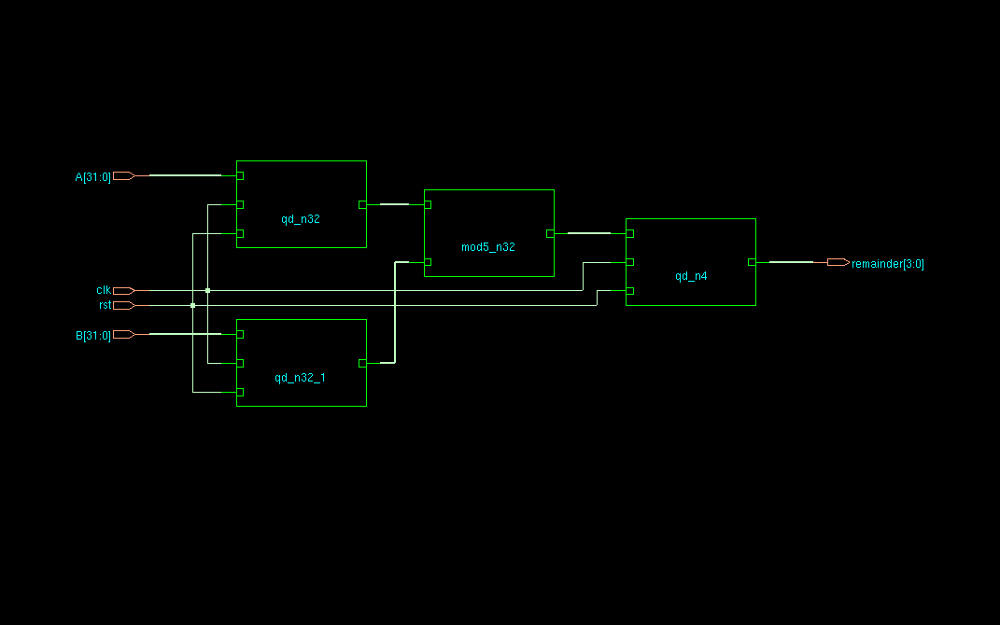 A[31:0]
qd_n32
mod5_n32
qd_n4
remainder[3:0]
clk
rst
B[31:0]
qd_n32_1